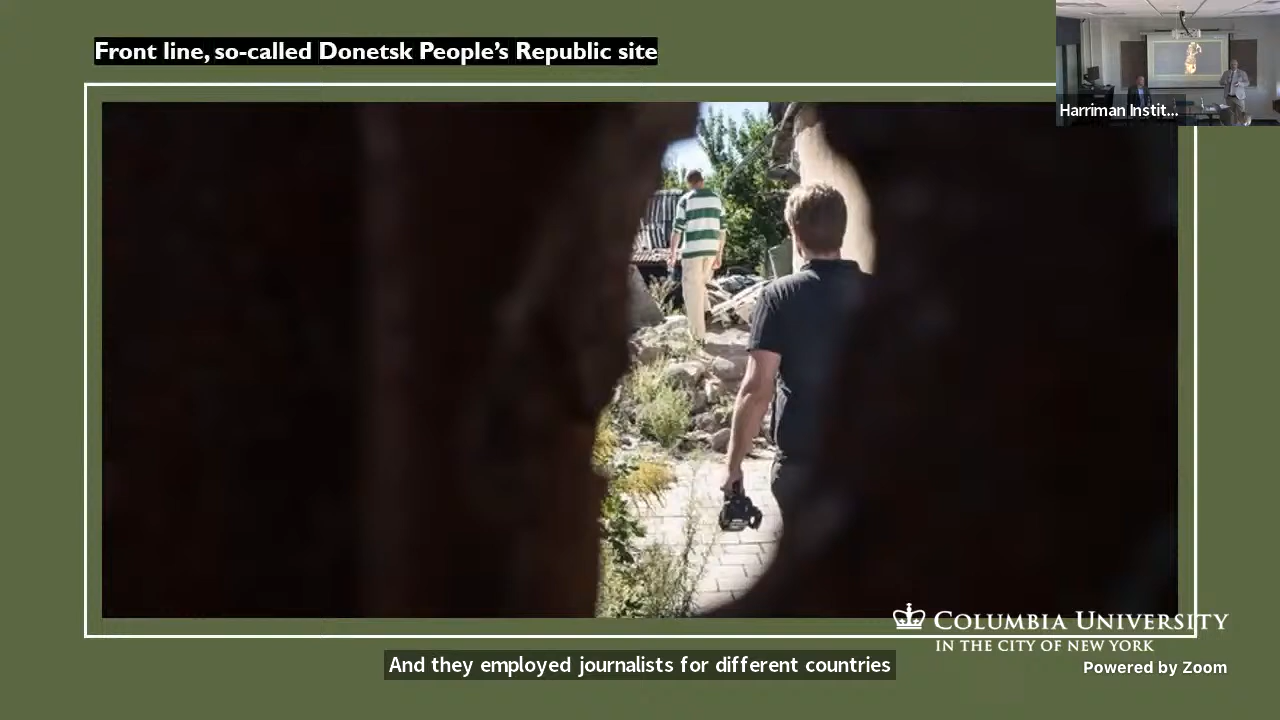 Front line, so-called Donetsk People's Republic site
Harriman Instit...
COLUMBIA UNIVERSITY
IN THE CITY OF NEW YORK
And they employed journalists for different countries
Powered by Zoom